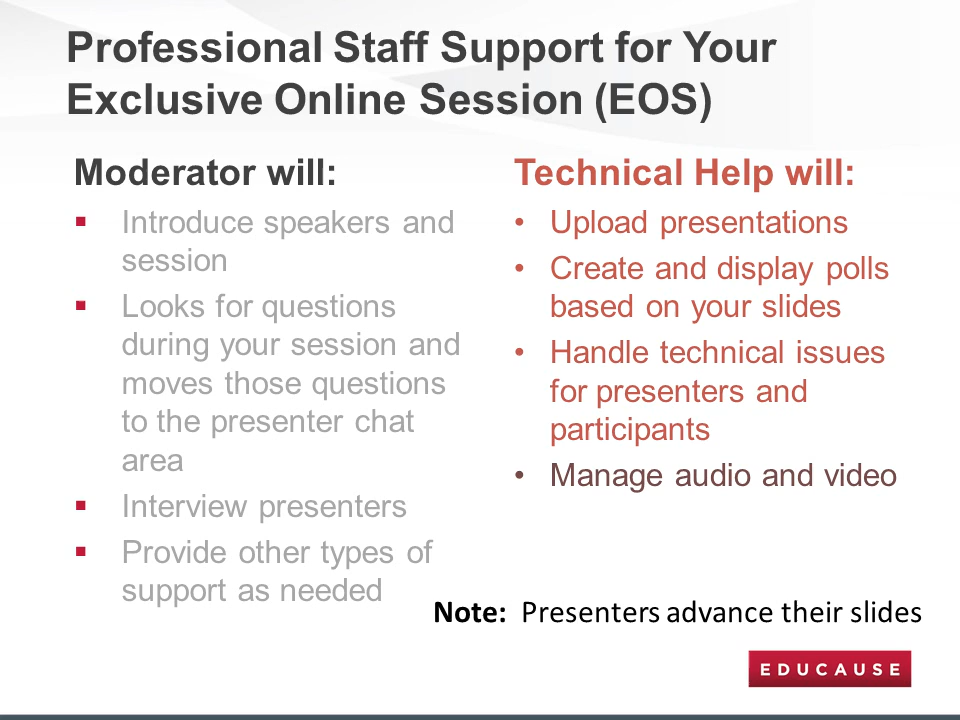 Professional Staff Support for Your
Exclusive Online Session (EOS)
Moderator will:
▪ Introduce speakers and
session
▪ Looks for questions
during your session and
moves those questions
to the presenter chat
area
▪ Interview presenters
▪ Provide other types of
support as needed
Technical Help will:
• Upload presentations
• Create and display polls
based on your slides
• Handle technical issues
for presenters and
participants
• Manage audio and video
Note: Presenters advance their slides
EDUCAUSE